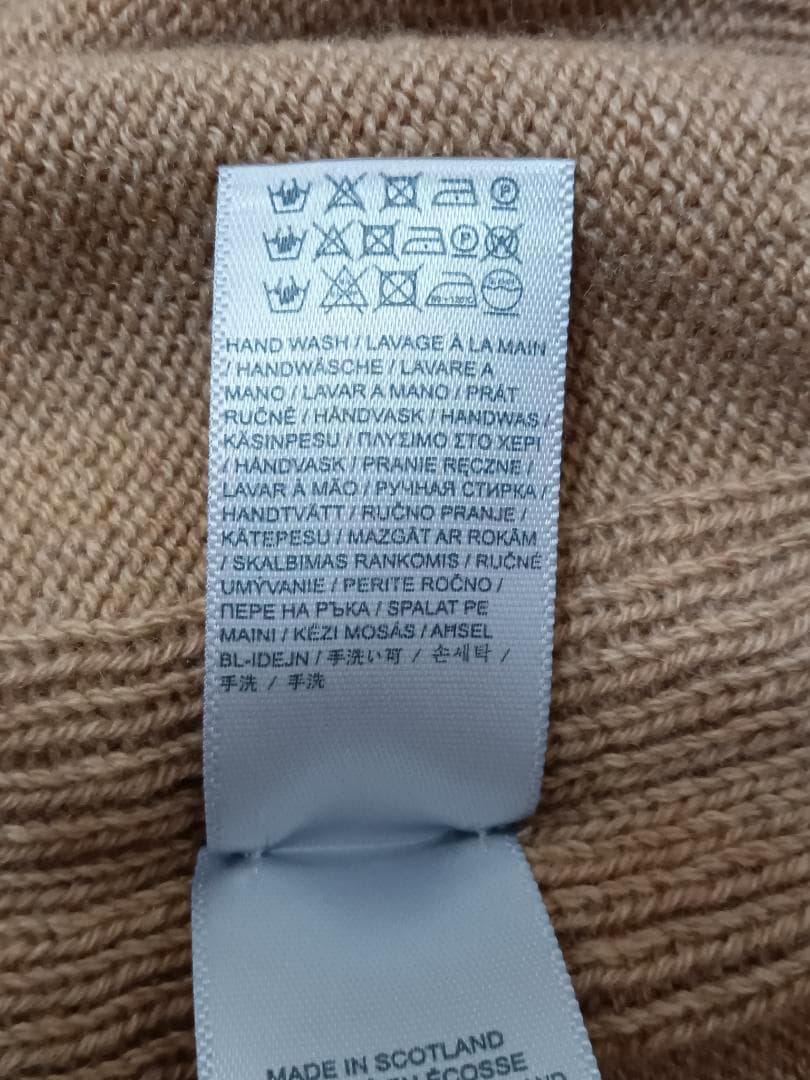 P
P W
HAND WASH / LAVAGE À LA MAIN
/ HANDWÄSCHE / LAVARE A
MANO / LAVAR A MANO / PRÁT
RUČNĚ / HÅNDVASK / HANDWAS /
KÄSINPESU / ΠΛΥΣΙΜΟ ΣΤΟ ΧΕΡΙ
/ HÅNDVASK / PRANIE RĘCZNE /
LAVAR À MÃO / РУЧНАЯ СТИРКА /
HANDTVÄTT / RUČNO PRANJE /
KÄTEPESU / MAZGĀT AR ROKĀM
/ SKALBIMAS RANKOMIS / RUČNÉ
UMÝVANIE / PERITE ROČNO /
ПЕРЕ НА РЪКА / SPALAT PE
MAINI / KÉZI MOSÁS / AĦSEL
BL-IDEJN / 手洗い可 / 손세탁 /
手洗 / 手洗
MADE IN SCOTLAND
EN ÉCOSSE